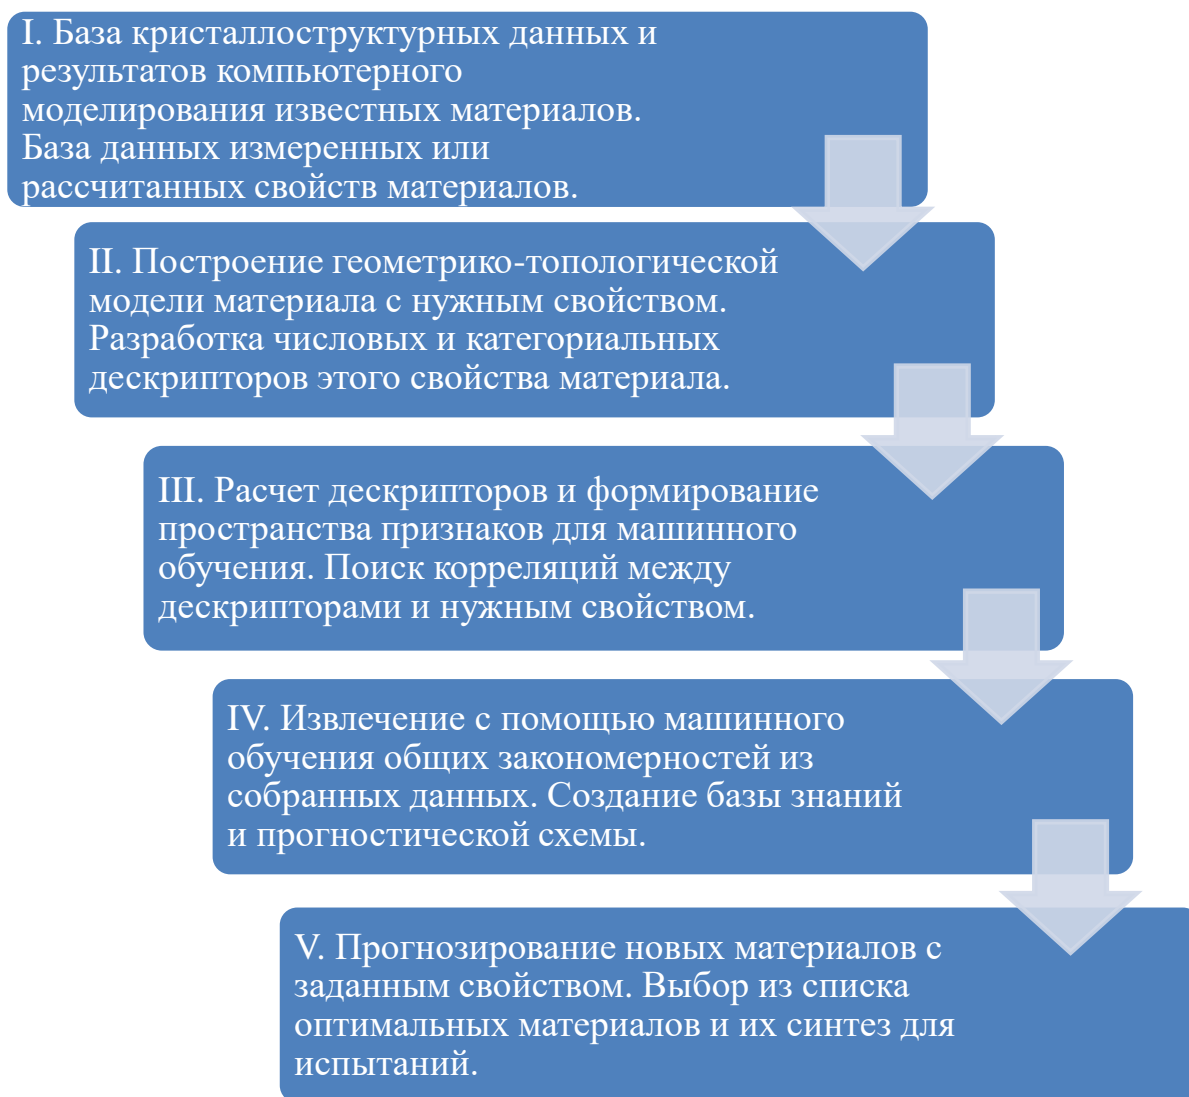 I. База кристаллоструктурных данных и
результатов компьютерного
моделирования известных материалов.
База данных измеренных или
рассчитанных свойств материалов.
II. Построение геометрико-топологической
модели материала с нужным свойством.
Разработка числовых и категориальных
дескрипторов этого свойства материала.
III. Расчет дескрипторов и формирование
пространства признаков для машинного
обучения. Поиск корреляций между
дескрипторами и нужным свойством.
IV. Извлечение с помощью машинного
обучения общих закономерностей из
собранных данных. Создание базы знаний
и прогностической схемы.
V. Прогнозирование новых материалов с
заданным свойством. Выбор из списка
оптимальных материалов и их синтез для
испытаний.